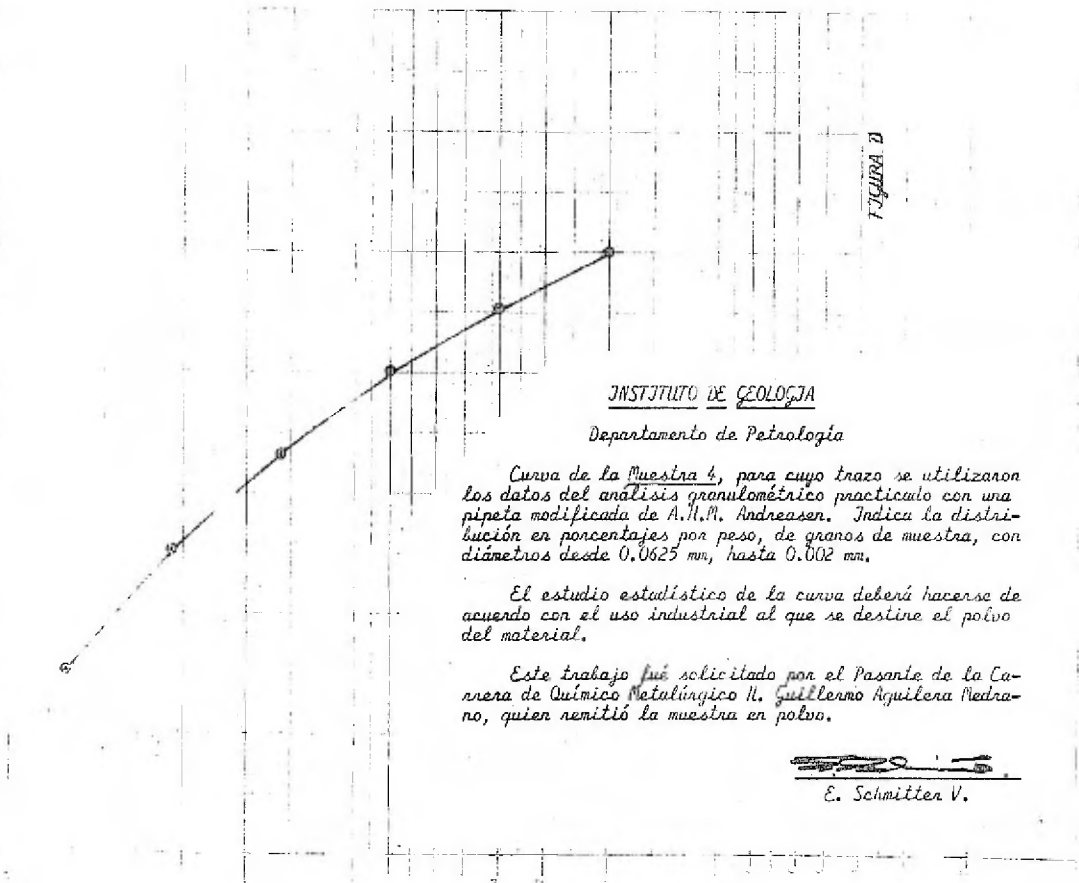 FIGURA D
INSTITUTO DE GEOLOGIA
Departamento de Petrología
Curva de la Muestra 4, para cuyo trazo se utilizaron
los datos del análisis granulométrico practicado con una
pipeta modificada de A.H.M. Andreasen. Indica la distri-
bución en porcentajes por peso, de granos de muestra, con
diámetros desde 0.0625 mm, hasta 0.002 mm.
El estudio estadístico de la curva deberá hacerse de
acuerdo con el uso industrial al que se destine el polvo
del material.
Este trabajo fué solicitado por el Pasante de la Ca-
rrera de Químico Metalúrgico H. Guillermo Aguilera Medra-
no, quien remitió la muestra en polvo.
E. Schmitter V.